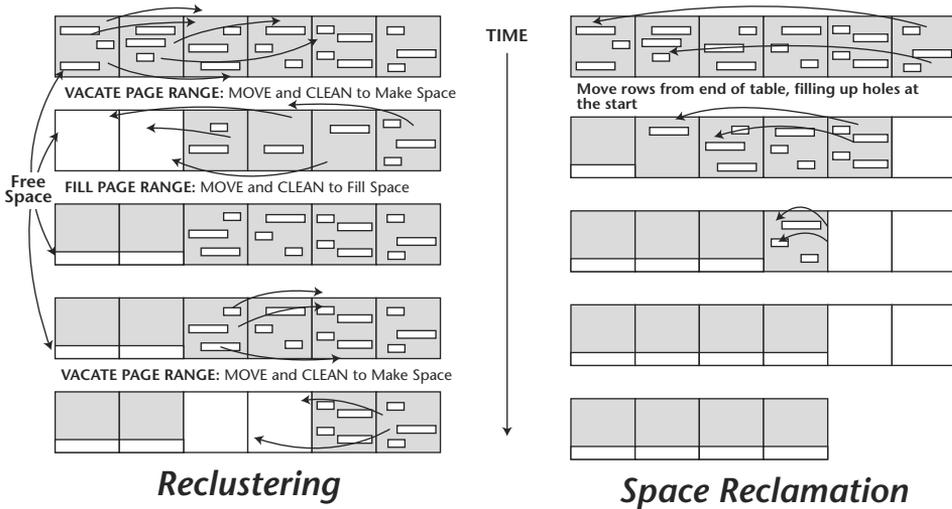 TIME
VACATE PAGE RANGE: MOVE and CLEAN to Make Space
Move rows from end of table, filling up holes at
the start
Free
Space
FILL PAGE RANGE: MOVE and CLEAN to Fill Space
VACATE PAGE RANGE: MOVE and CLEAN to Make Space
Reclustering
Space Reclamation